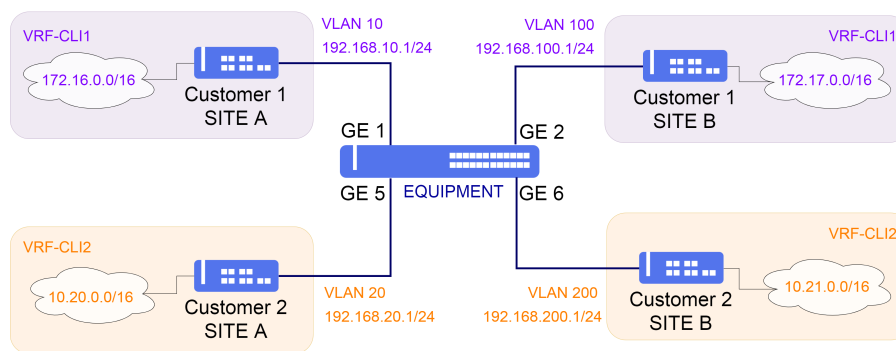 VRF-CLI1
172.16.0.0/16
Customer 1
SITE A
VLAN 10
192.168.10.1/24
VLAN 100
192.168.100.1/24
VRF-CLI1
Customer 1
SITE B
172.17.0.0/16
GE 1
GE 2
EQUIPMENT
GE 5
GE 6
VRF-CLI2
10.20.0.0/16
Customer 2
SITE A
VLAN 20
192.168.20.1/24
VLAN 200
192.168.200.1/24
VRF-CLI2
Customer 2
SITE B
10.21.0.0/16